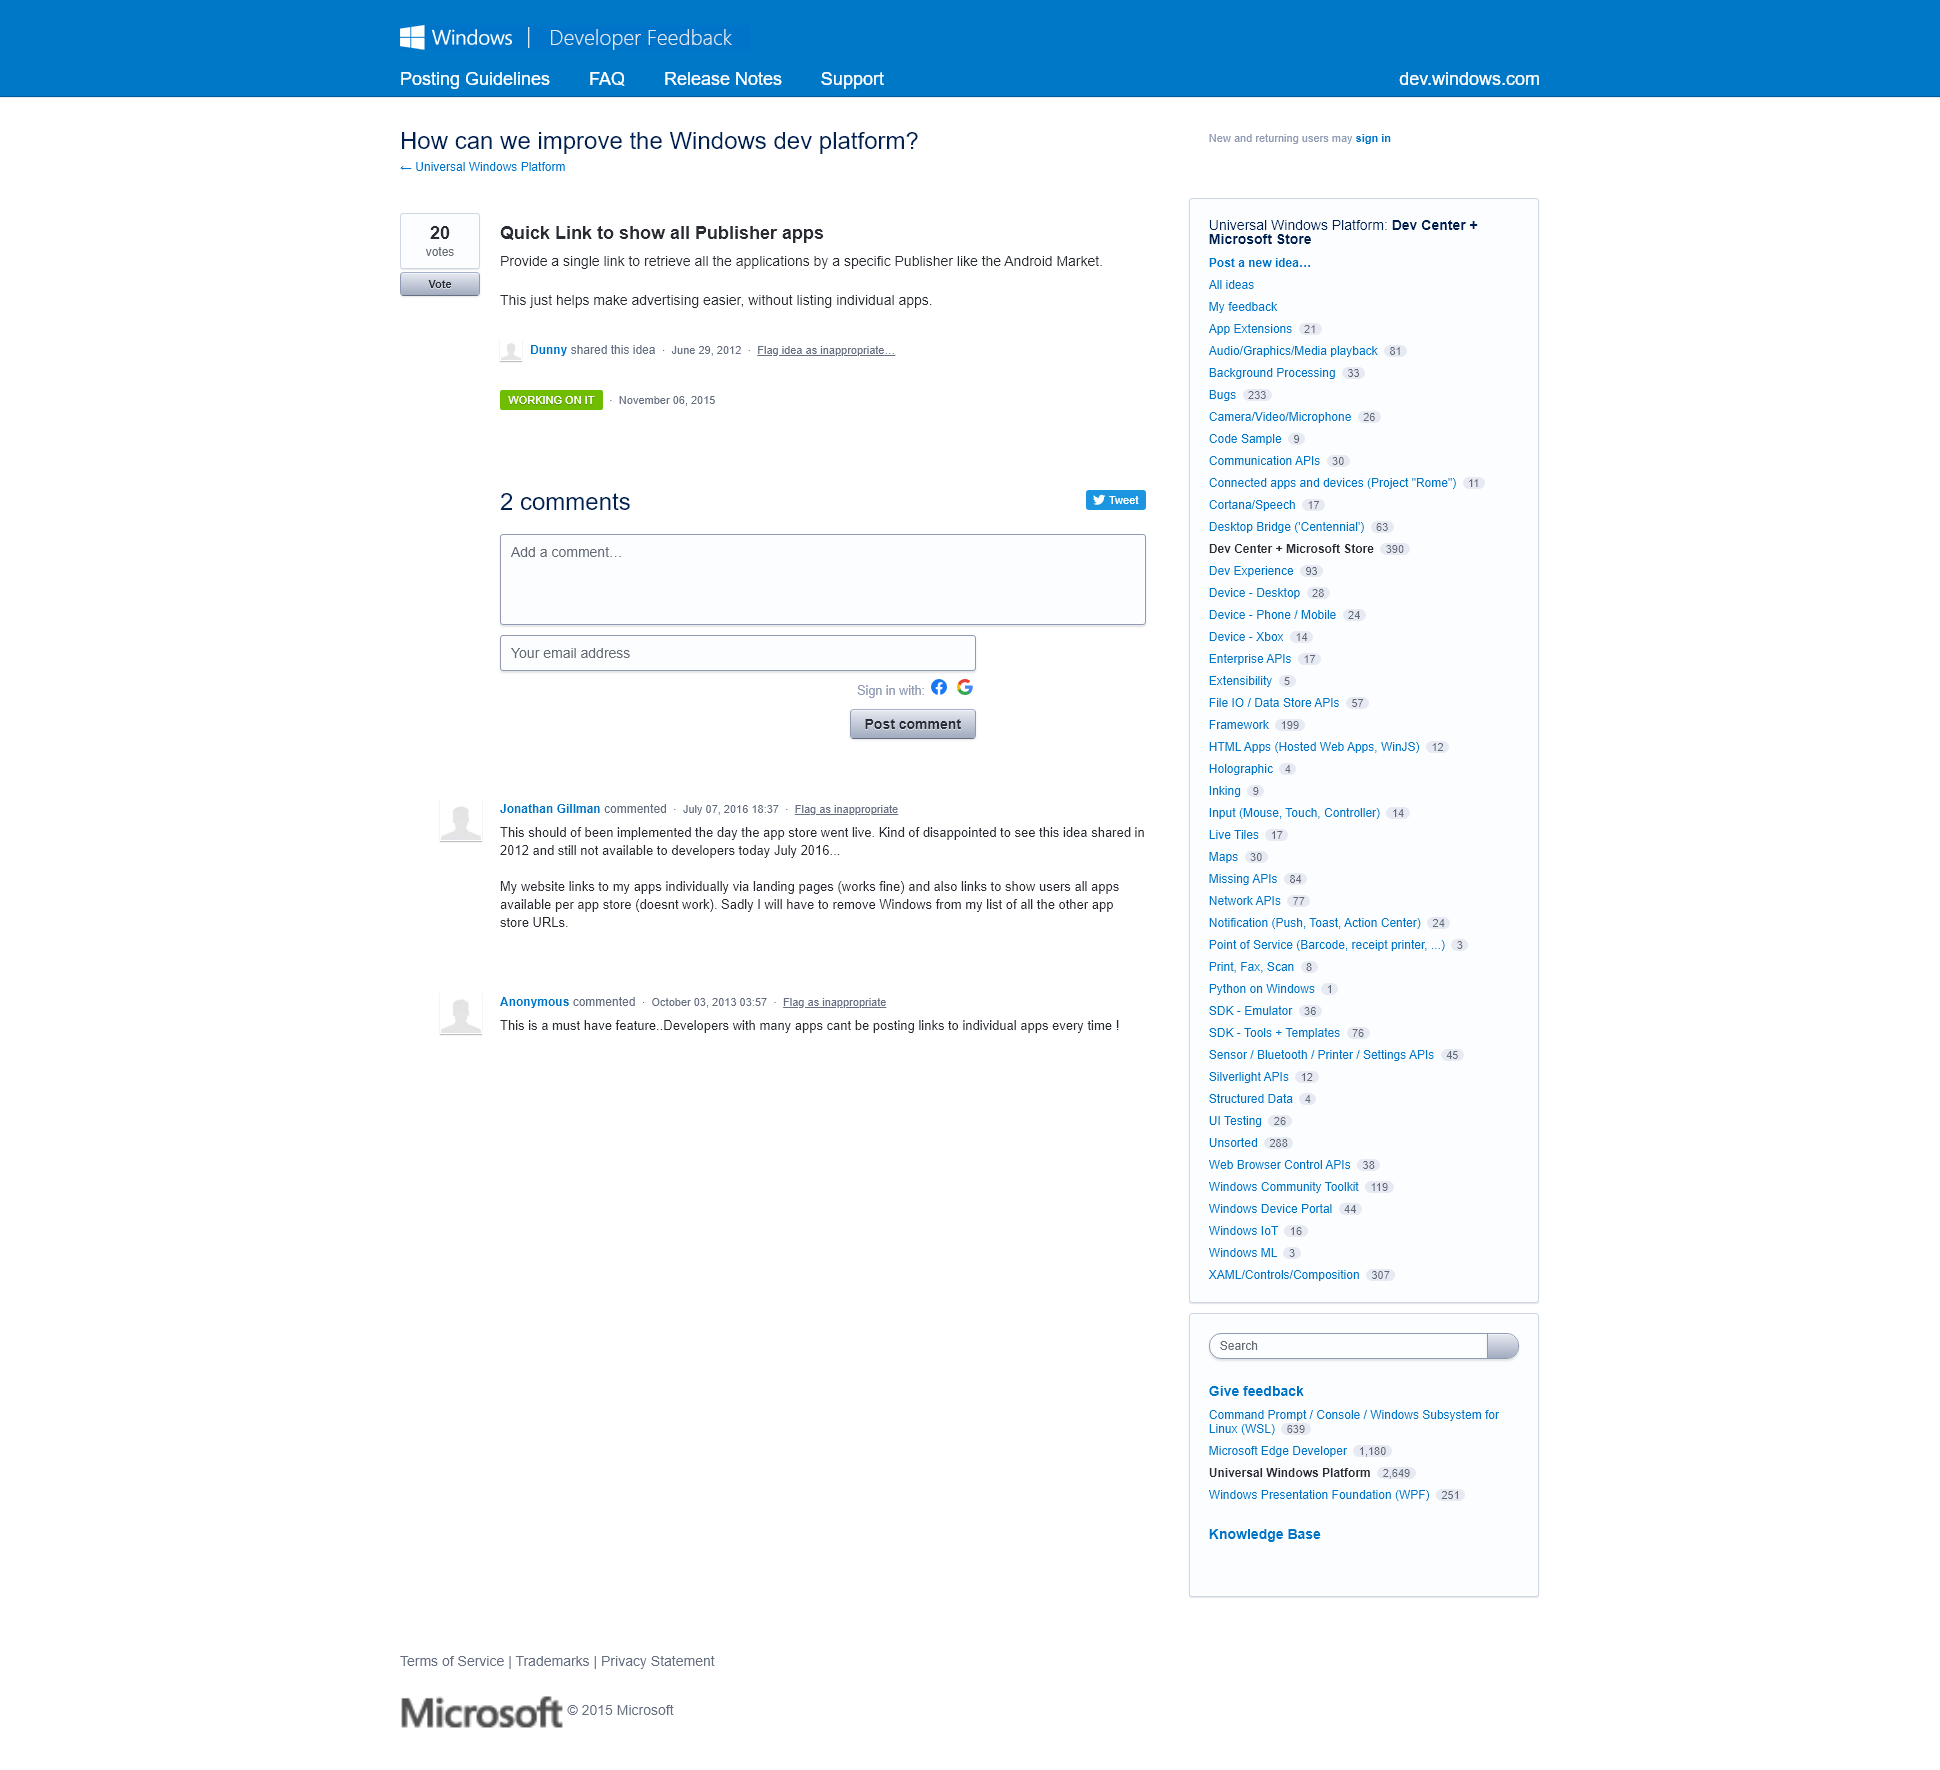 Windows | Developer Feedback
Posting Guidelines FAQ Release Notes Support dev.windows.com
How can we improve the Windows dev platform?
← Universal Windows Platform
New and returning users may sign in
20
votes
Vote
Quick Link to show all Publisher apps
Provide a single link to retrieve all the applications by a specific Publisher like the Android Market.
This just helps make advertising easier, without listing individual apps.
Dunny shared this idea · June 29, 2012 · Flag idea as inappropriate…
WORKING ON IT · November 06, 2015
2 comments
Tweet
Add a comment…
Your email address
Sign in with:
Post comment
Jonathan Gillman commented · July 07, 2016 18:37 · Flag as inappropriate
This should of been implemented the day the app store went live. Kind of disappointed to see this idea shared in
2012 and still not available to developers today July 2016...
My website links to my apps individually via landing pages (works fine) and also links to show users all apps
available per app store (doesnt work). Sadly I will have to remove Windows from my list of all the other app
store URLs.
Anonymous commented · October 03, 2013 03:57 · Flag as inappropriate
This is a must have feature..Developers with many apps cant be posting links to individual apps every time !
Universal Windows Platform: Dev Center +
Microsoft Store
Post a new idea…
All ideas
My feedback
App Extensions 21
Audio/Graphics/Media playback 81
Background Processing 33
Bugs 233
Camera/Video/Microphone 26
Code Sample 9
Communication APIs 30
Connected apps and devices (Project "Rome") 11
Cortana/Speech 17
Desktop Bridge ('Centennial') 63
Dev Center + Microsoft Store 390
Dev Experience 93
Device - Desktop 28
Device - Phone / Mobile 24
Device - Xbox 14
Enterprise APIs 17
Extensibility 5
File IO / Data Store APIs 57
Framework 199
HTML Apps (Hosted Web Apps, WinJS) 12
Holographic 4
Inking 9
Input (Mouse, Touch, Controller) 14
Live Tiles 17
Maps 30
Missing APIs 84
Network APIs 77
Notification (Push, Toast, Action Center) 24
Point of Service (Barcode, receipt printer, ...) 3
Print, Fax, Scan 8
Python on Windows 1
SDK - Emulator 36
SDK - Tools + Templates 76
Sensor / Bluetooth / Printer / Settings APIs 45
Silverlight APIs 12
Structured Data 4
UI Testing 26
Unsorted 288
Web Browser Control APIs 38
Windows Community Toolkit 119
Windows Device Portal 44
Windows IoT 16
Windows ML 3
XAML/Controls/Composition 307
Search
Give feedback
Command Prompt / Console / Windows Subsystem for
Linux (WSL) 639
Microsoft Edge Developer 1,180
Universal Windows Platform 2,649
Windows Presentation Foundation (WPF) 251
Knowledge Base
Terms of Service | Trademarks | Privacy Statement
Microsoft © 2015 Microsoft